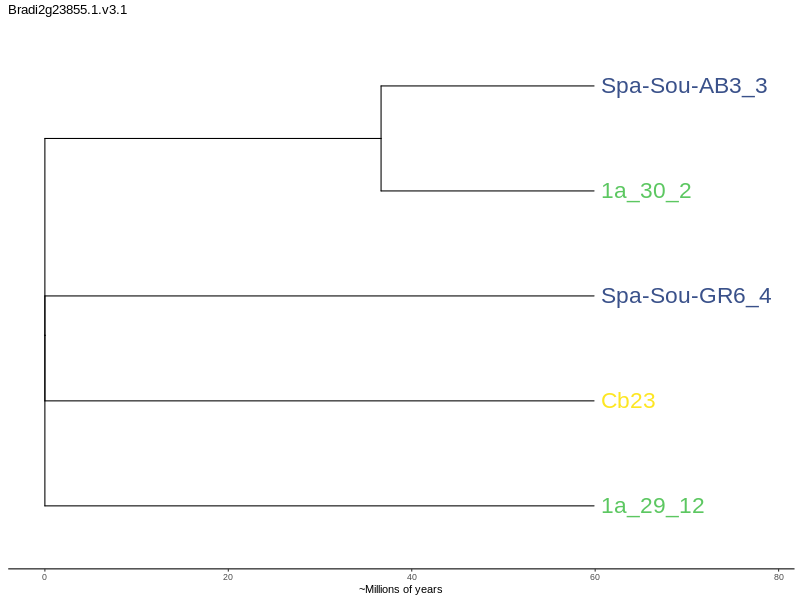 Bradi2g23855.1.v3.1
Spa-Sou-AB3_3
1a_30_2
Spa-Sou-GR6_4
Cb23
1a_29_12
0 20 40 60 80
~Millions of years